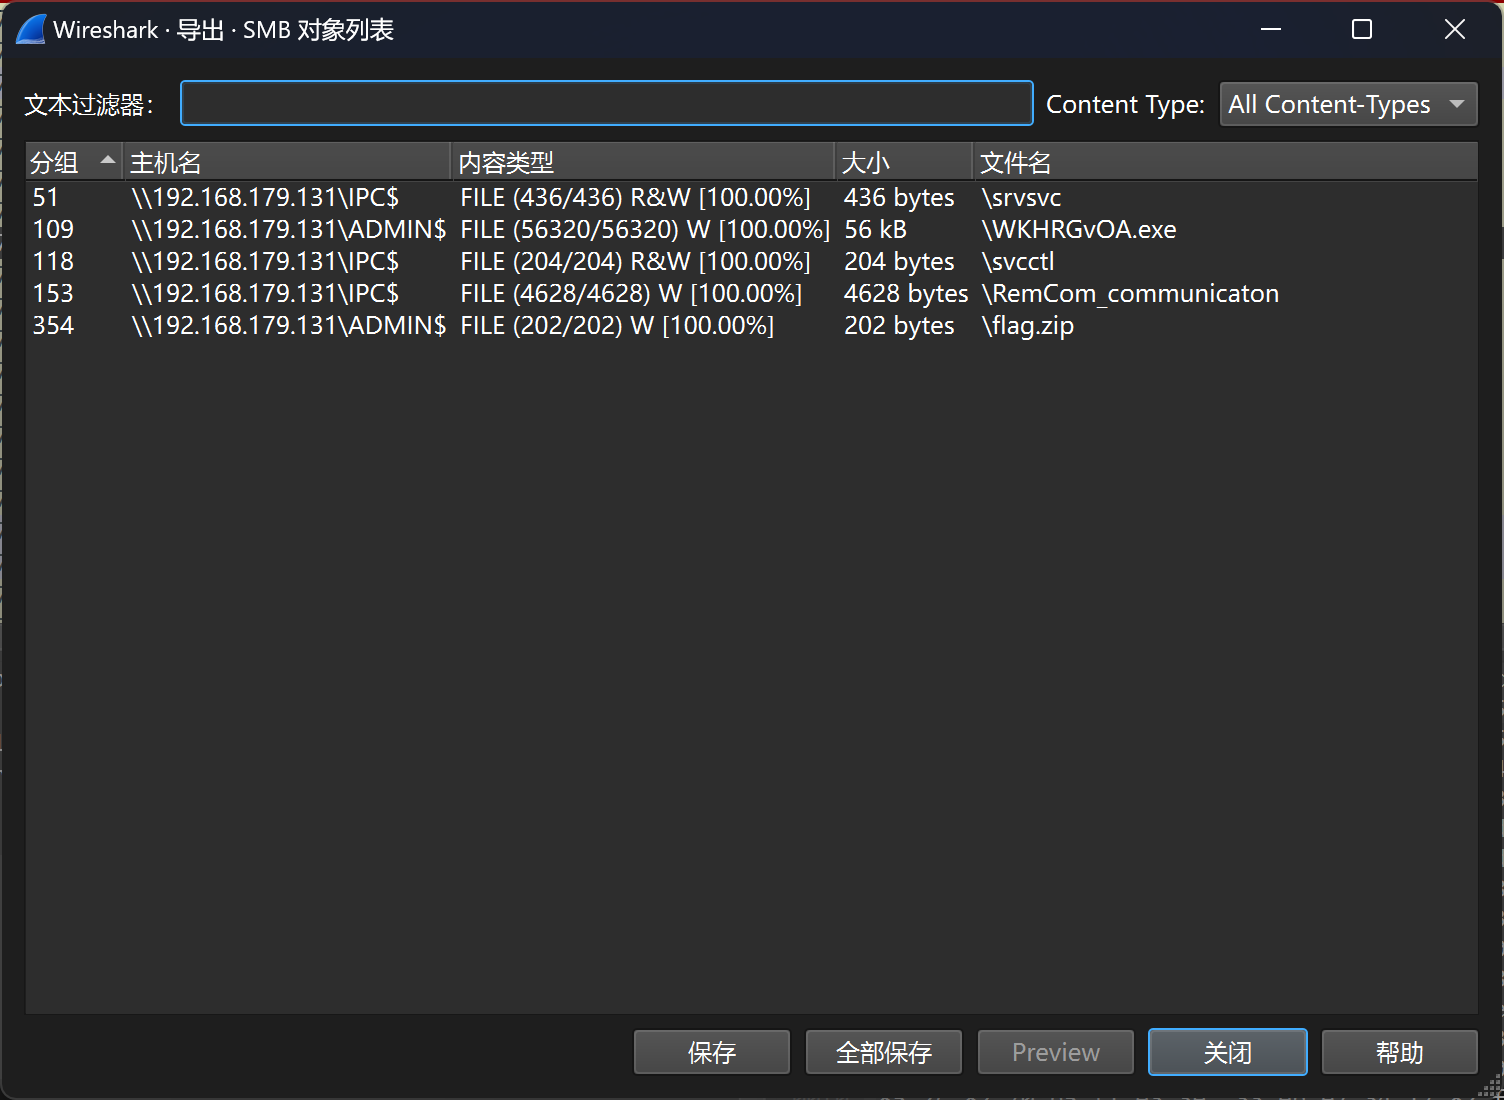 Wireshark · 导出 · SMB 对象列表
文本过滤器： Content Type: All Content-Types
分组 主机名 内容类型 大小 文件名
51 \\192.168.179.131\IPC$ FILE (436/436) R&W [100.00%] 436 bytes \srvsvc
109 \\192.168.179.131\ADMIN$ FILE (56320/56320) W [100.00%] 56 kB \WKHRGvOA.exe
118 \\192.168.179.131\IPC$ FILE (204/204) R&W [100.00%] 204 bytes \svcctl
153 \\192.168.179.131\IPC$ FILE (4628/4628) W [100.00%] 4628 bytes \RemCom_communicaton
354 \\192.168.179.131\ADMIN$ FILE (202/202) W [100.00%] 202 bytes \flag.zip
保存 全部保存 Preview 关闭 帮助